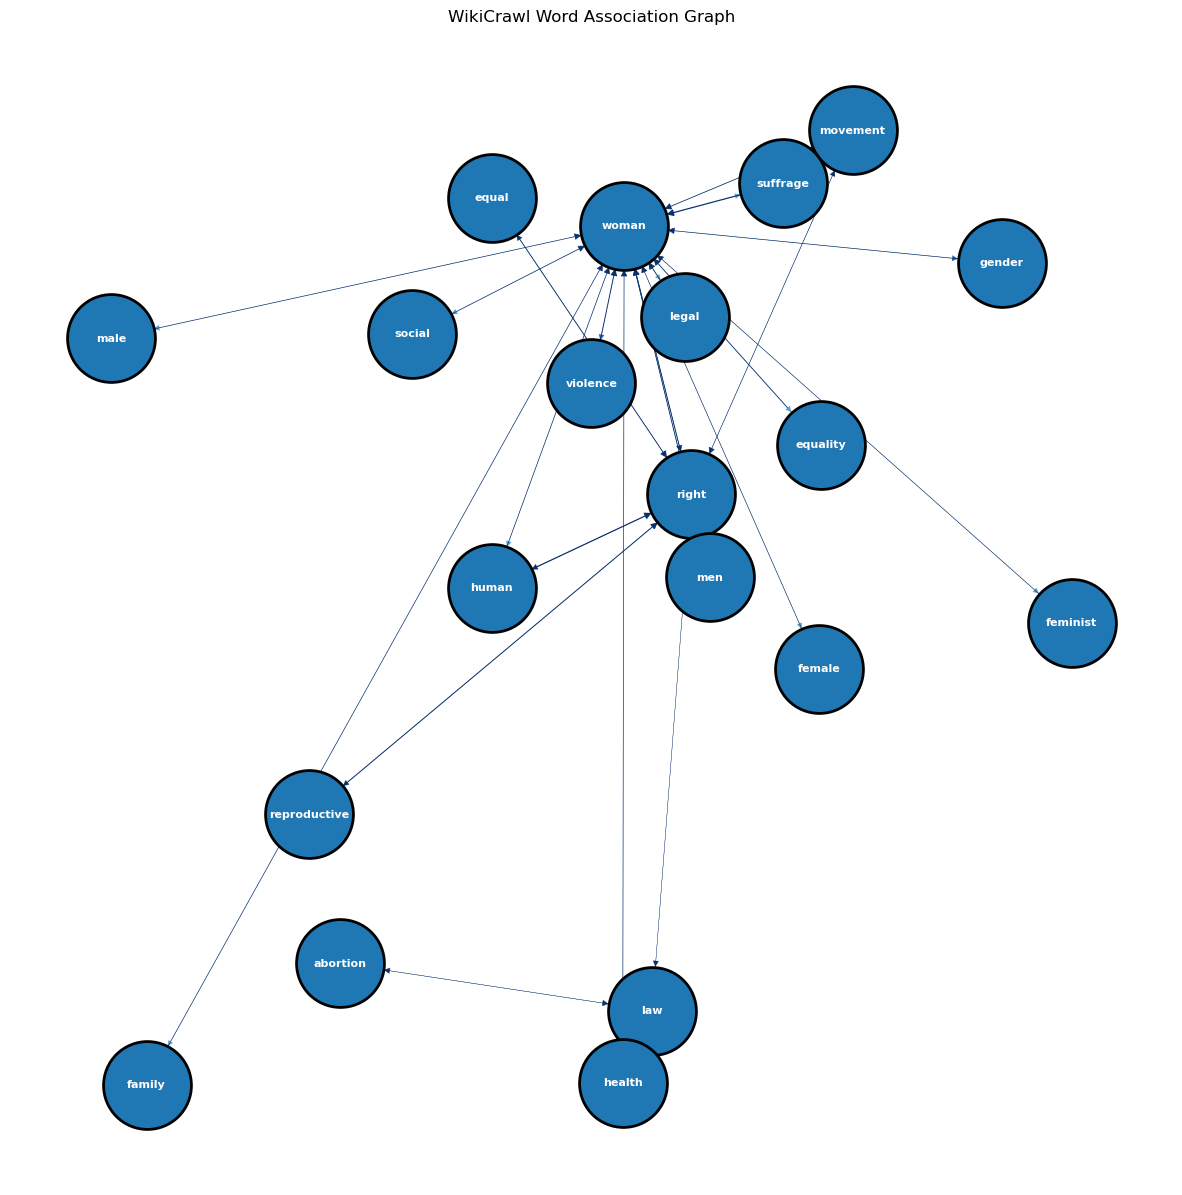 WikiCrawl Word Association Graph
movement
suffrage
equal
woman
gender
legal
social
male
violence
equality
right
men
human
feminist
female
reproductive
abortion
law
health
family